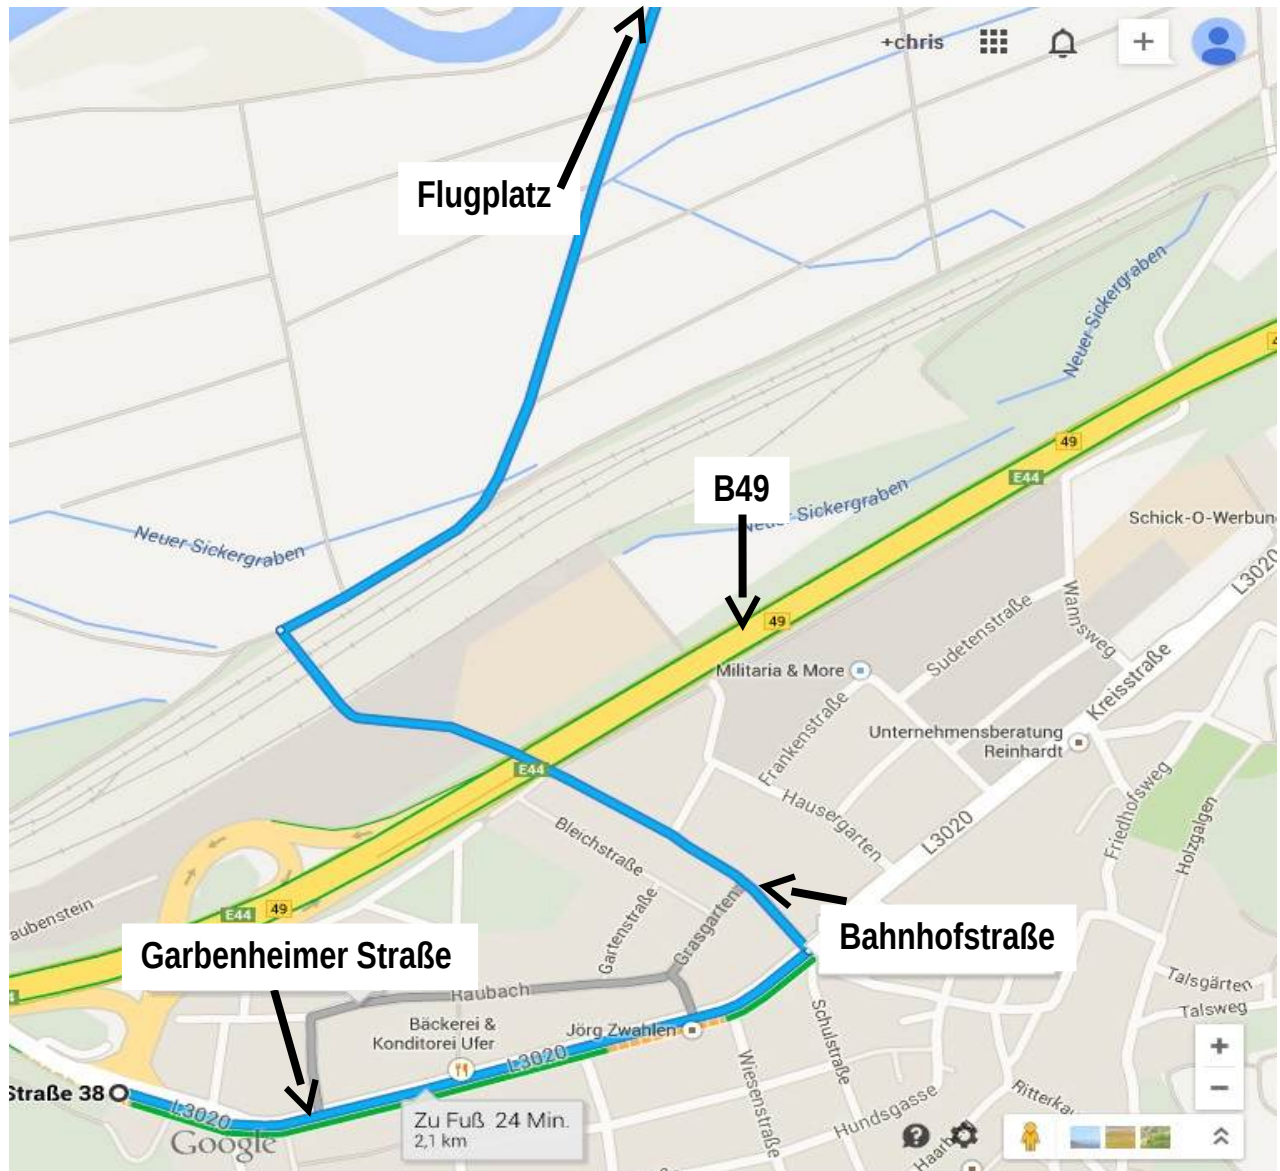 +chris
Flugplatz
Neuer Sickergraben
49
E44
B49
Neuer Sickergraben
Neuer Sickergraben
Schick-O-Werbun
L3020
Wannsweg
Sudetenstraße
49
Militaria & More
Kreisstraße
Frankenstraße
Unternehmensberatung
Reinhardt
E44
Hausergarten
L3020
Friedhofsweg
Holzgalgen
Bleichstraße
Gartenstraße
Grasgarten
aubenstein
E44
49
Garbenheimer Straße
Bahnhofstraße
Raubach
Talsgärten
Talsweg
Bäckerei &
Konditorei Ufer
Jörg Zwahlen
L3020
Schulstraße
Wiesenstraße
Straße 38
L3020
Zu Fuß 24 Min.
2,1 km
Google
Hundsgasse
Ritterka
Haarb